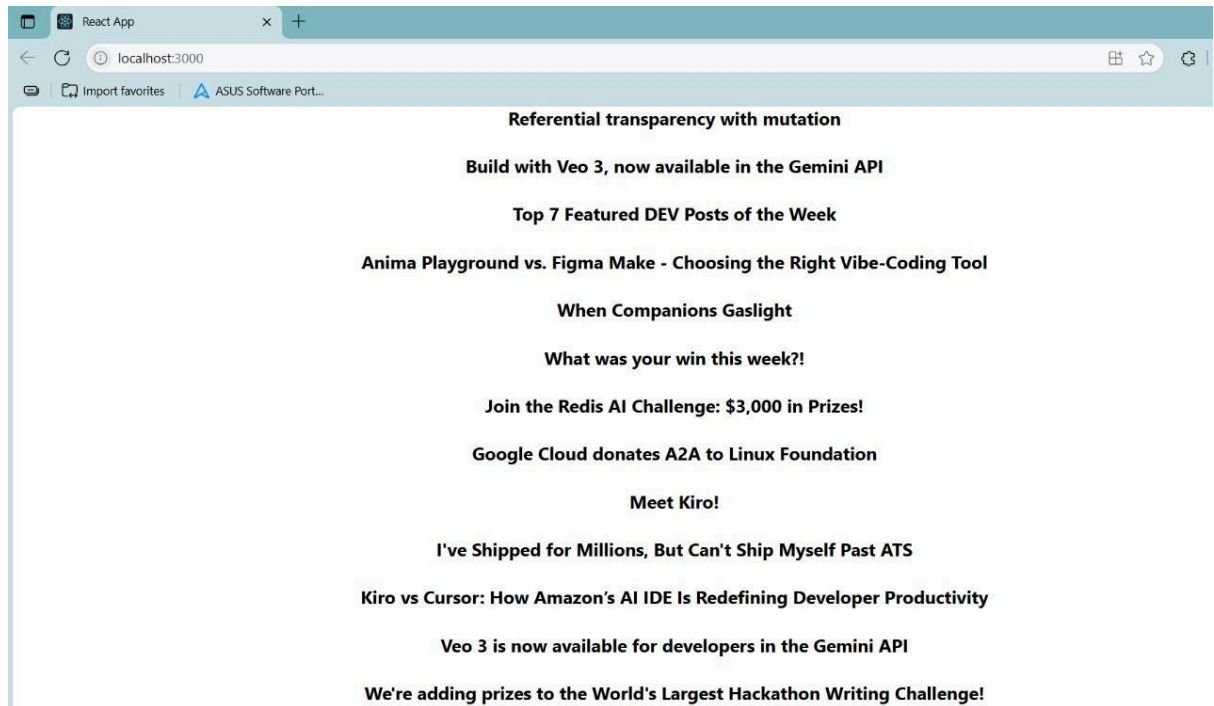 React App
localhost:3000
Import favorites
ASUS Software Port...
Referential transparency with mutation
Build with Veo 3, now available in the Gemini API
Top 7 Featured DEV Posts of the Week
Anima Playground vs. Figma Make - Choosing the Right Vibe-Coding Tool
When Companions Gaslight
What was your win this week?!
Join the Redis AI Challenge: $3,000 in Prizes!
Google Cloud donates A2A to Linux Foundation
Meet Kiro!
I've Shipped for Millions, But Can't Ship Myself Past ATS
Kiro vs Cursor: How Amazon’s AI IDE Is Redefining Developer Productivity
Veo 3 is now available for developers in the Gemini API
We're adding prizes to the World's Largest Hackathon Writing Challenge!